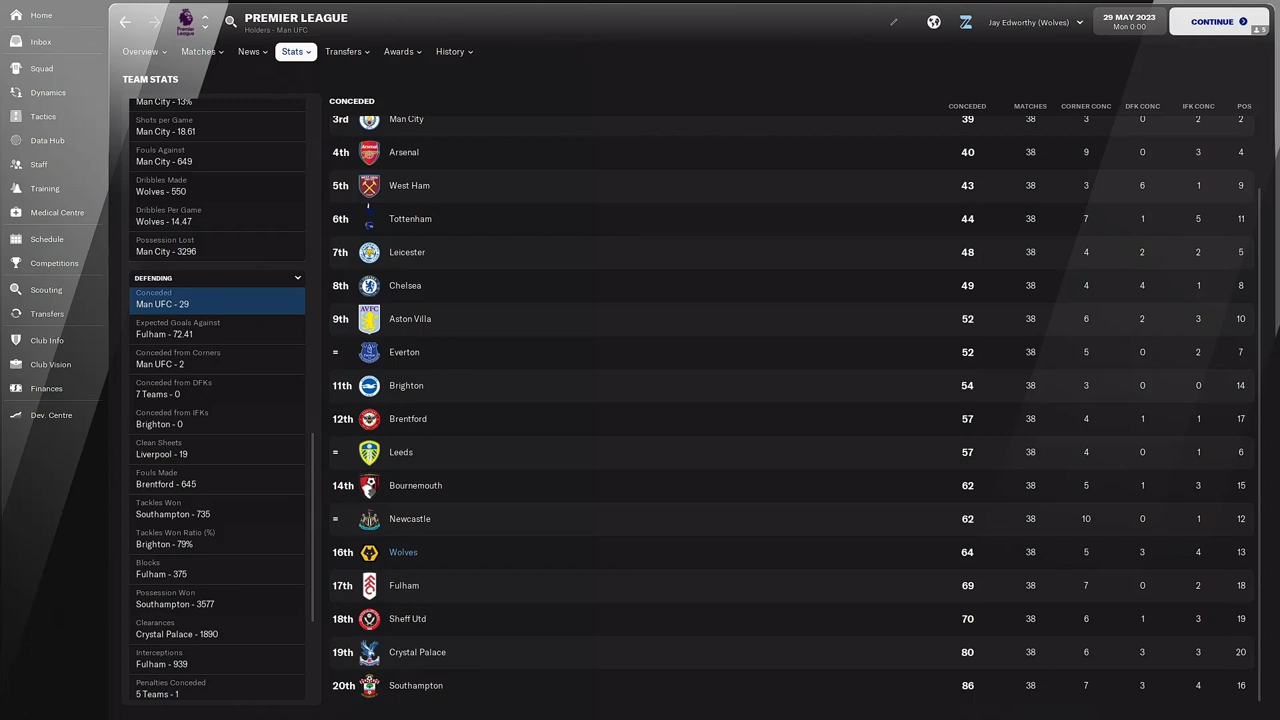 Home
Inbox
Squad
Dynamics
Tactics
Data Hub
Staff
Training
Medical Centre
Schedule
Competitions
Scouting
Transfers
Club Info
Club Vision
Finances
Dev. Centre
PREMIER LEAGUE
Holders - Man UFC
Jay Edworthy (Wolves)
29 MAY 2023
Mon 0:00
CONTINUE
5
Overview
Matches
News
Stats
Transfers
Awards
History
TEAM STATS
Man City - 13%
Shots per Game
Man City - 18.61
Fouls Against
Man City - 649
Dribbles Made
Wolves - 550
Dribbles Per Game
Wolves - 14.47
Possession Lost
Man City - 3296
DEFENDING
Conceded
Man UFC - 29
Expected Goals Against
Fulham - 72.41
Conceded from Corners
Man UFC - 2
Conceded from DFKs
7 Teams - 0
Conceded from IFKs
Brighton - 0
Clean Sheets
Liverpool - 19
Fouls Made
Brentford - 645
Tackles Won
Southampton - 735
Tackles Won Ratio (%)
Brighton - 79%
Blocks
Fulham - 375
Possession Won
Southampton - 3577
Clearances
Crystal Palace - 1890
Interceptions
Fulham - 939
Penalties Conceded
5 Teams - 1
CONCEDED CONCEDED MATCHES CORNER CONC DFK CONC IFK CONC POS
3rd Man City 39 38 3 0 2 2
4th Arsenal 40 38 9 0 3 4
5th West Ham 43 38 3 6 1 9
6th Tottenham 44 38 7 1 5 11
7th Leicester 48 38 4 2 2 5
8th Chelsea 49 38 4 4 1 8
9th Aston Villa 52 38 6 2 3 10
= Everton 52 38 5 0 2 7
11th Brighton 54 38 3 0 0 14
12th Brentford 57 38 4 1 1 17
= Leeds 57 38 4 0 1 6
14th Bournemouth 62 38 5 1 3 15
= Newcastle 62 38 10 0 1 12
16th Wolves 64 38 5 3 4 13
17th Fulham 69 38 7 0 2 18
18th Sheff Utd 70 38 6 1 3 19
19th Crystal Palace 80 38 6 3 3 20
20th Southampton 86 38 7 3 4 16